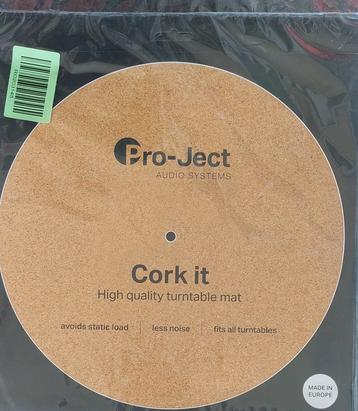 Pro-Ject
AUDIO SYSTEMS
Cork it
High quality turntable mat
avoids static load
less noise
fits all turntables
MADE IN
EUROPE